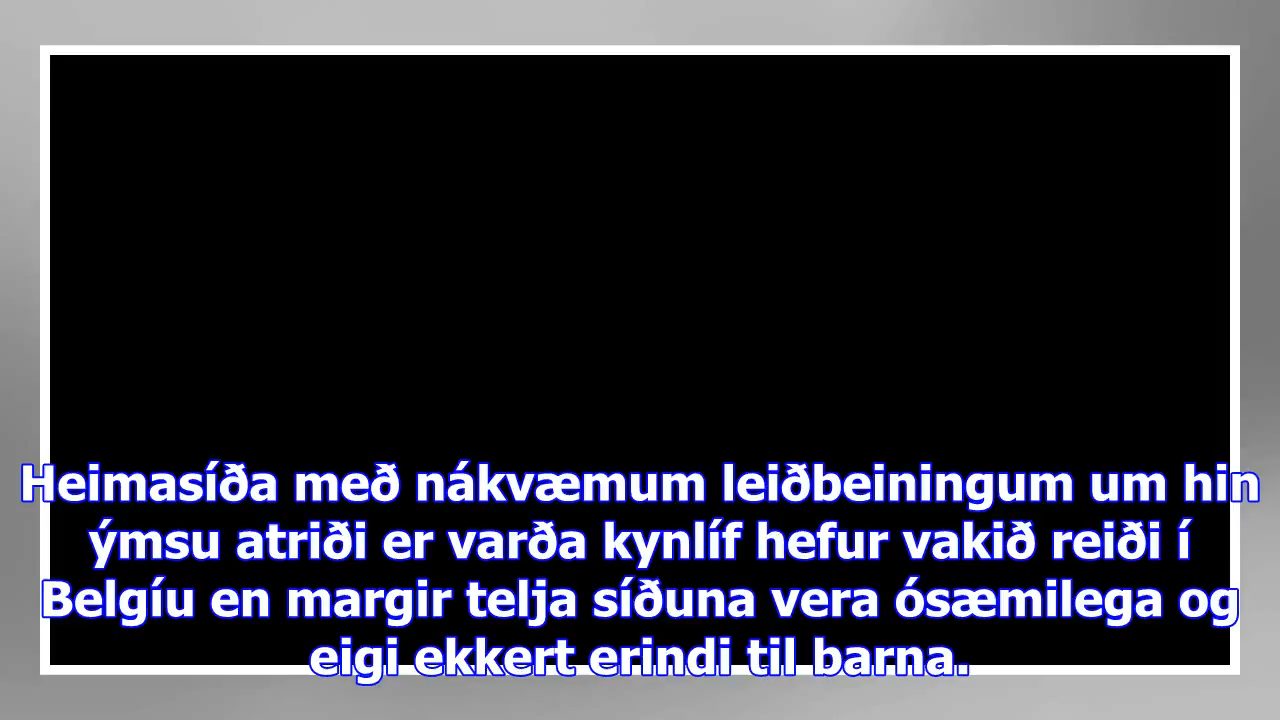 Heimasíða með nákvæmum leiðbeiningum um hin
ýmsu atriði er varða kynlíf hefur vakið reiði í
Belgíu en margir telja síðuna vera ósæmilega og
eigi ekkert erindi til barna.